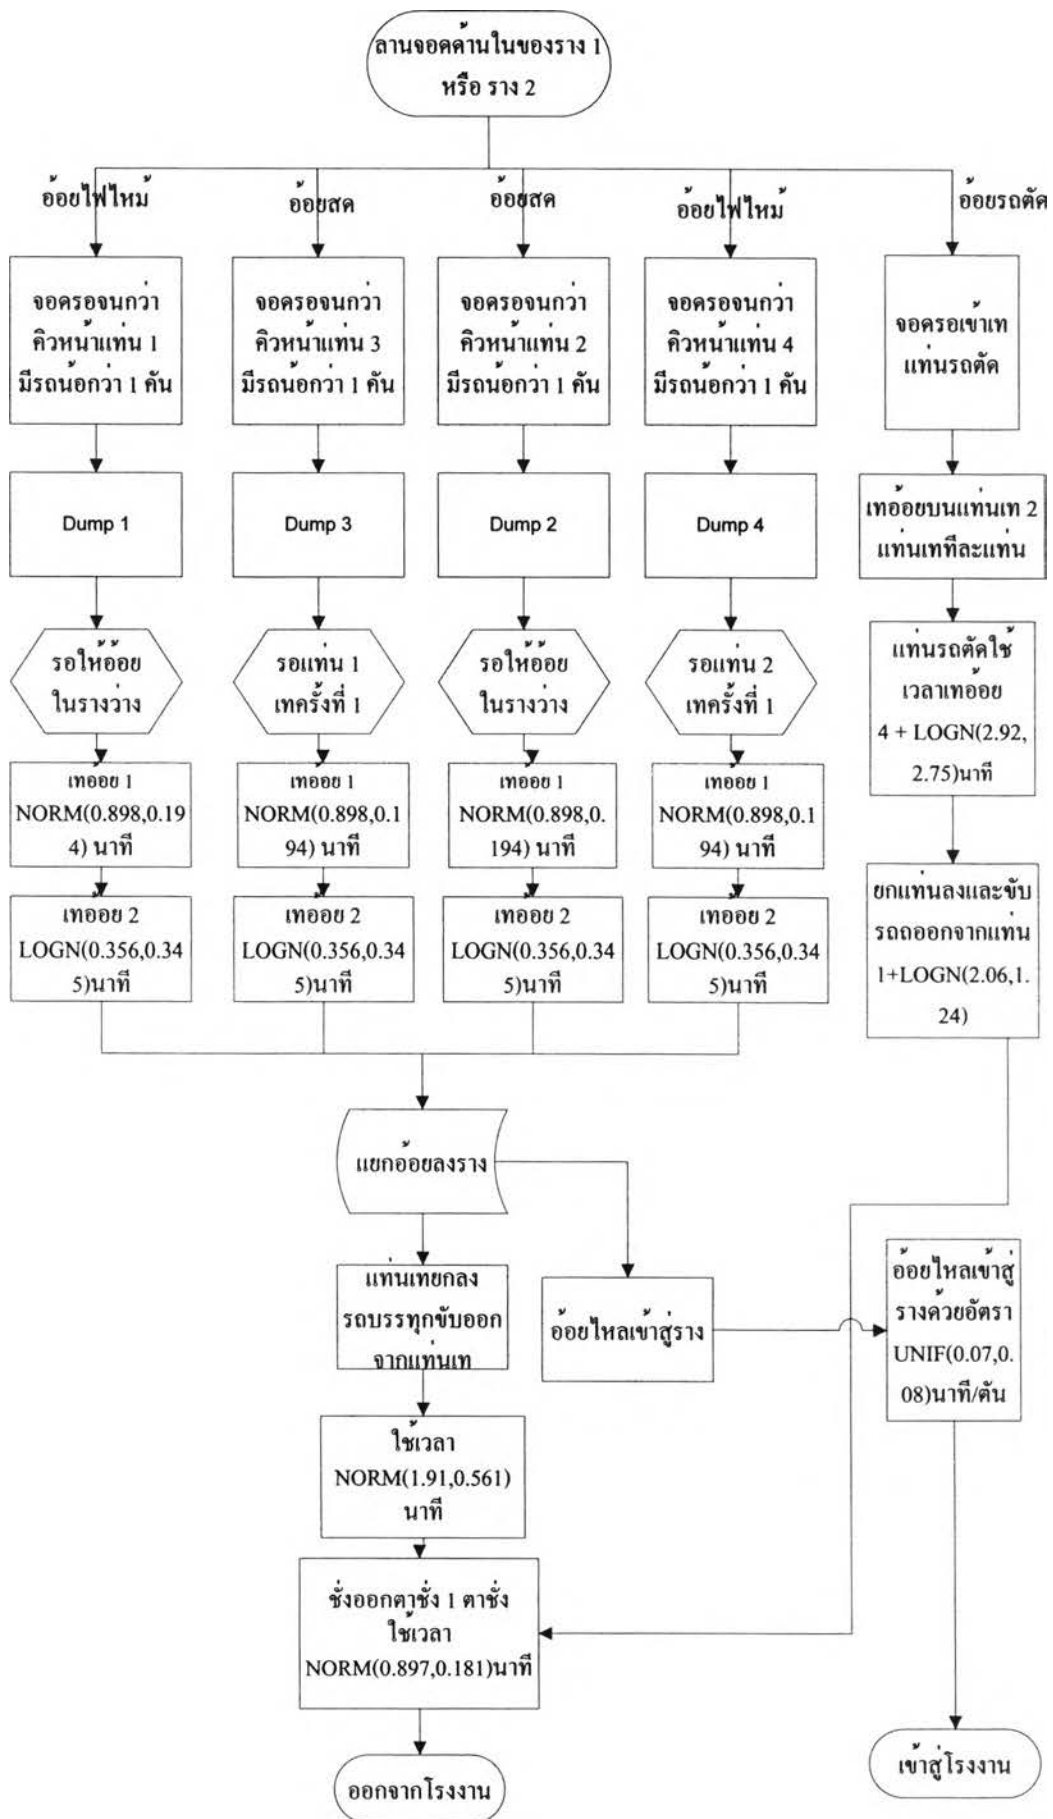 ลานจอดด้านในของราง 1
หรือ ราง 2
อ้อยไฟไหม้
อ้อยสด
อ้อยสด
อ้อยไฟไหม้
อ้อยรถตัด
จอดรอจนกว่า
คิวหน้าแท่น 1
มีรถน้อกว่า 1 คัน
จอดรอจนกว่า
คิวหน้าแท่น 3
มีรถน้อกว่า 1 คัน
จอดรอจนกว่า
คิวหน้าแท่น 2
มีรถน้อกว่า 1 คัน
จอดรอจนกว่า
คิวหน้าแท่น 4
มีรถน้อกว่า 1 คัน
จอดรอเข้าเท
แท่นรถตัด
Dump 1
Dump 3
Dump 2
Dump 4
เทอ้อยบนแท่นเท 2
แท่นเททีละแท่น
รอให้อ้อย
ในรางว่าง
รอแท่น 1
เทครั้งที่ 1
รอให้อ้อย
ในรางว่าง
รอแท่น 2
เทครั้งที่ 1
แท่นรถตัดใช้
เวลาเทอ้อย
4 + LOGN(2.92,
2.75)นาที
เทอ้อย 1
NORM(0.898,0.19
4) นาที
เทอ้อย 1
NORM(0.898,0.1
94) นาที
เทอ้อย 1
NORM(0.898,0.
194) นาที
เทอ้อย 1
NORM(0.898,0.1
94) นาที
เทอ้อย 2
LOGN(0.356,0.34
5)นาที
เทอ้อย 2
LOGN(0.356,0.34
5)นาที
เทอ้อย 2
LOGN(0.356,0.34
5)นาที
เทอ้อย 2
LOGN(0.356,0.34
5)นาที
ยกแท่นลงและขับ
รถถออกจากแท่น
1+LOGN(2.06,1.
24)
แยกอ้อยลงราง
แท่นเทยกลง
รถบรรทุกขับออก
จากแท่นเท
อ้อยไหลเข้าสู่ราง
อ้อยไหลเข้าสู่
รางด้วยอัตรา
UNIF(0.07,0.
08)นาที/ตัน
ใช้เวลา
NORM(1.91,0.561)
นาที
ชั่งออกตาชั่ง 1 ตาชั่ง
ใช้เวลา
NORM(0.897,0.181)นาที
ออกจากโรงงาน
เข้าสู่โรงงาน